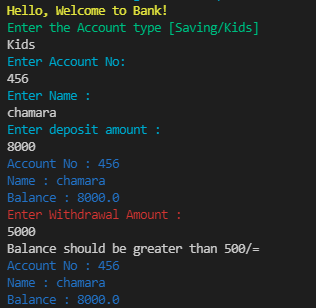 Hello, Welcome to Bank!
Enter the Account type [Saving/Kids]
Kids
Enter Account No:
456
Enter Name :
chamara
Enter deposit amount :
8000
Account No : 456
Name : chamara
Balance : 8000.0
Enter Withdrawal Amount :
5000
Balance should be greater than 500/=
Account No : 456
Name : chamara
Balance : 8000.0